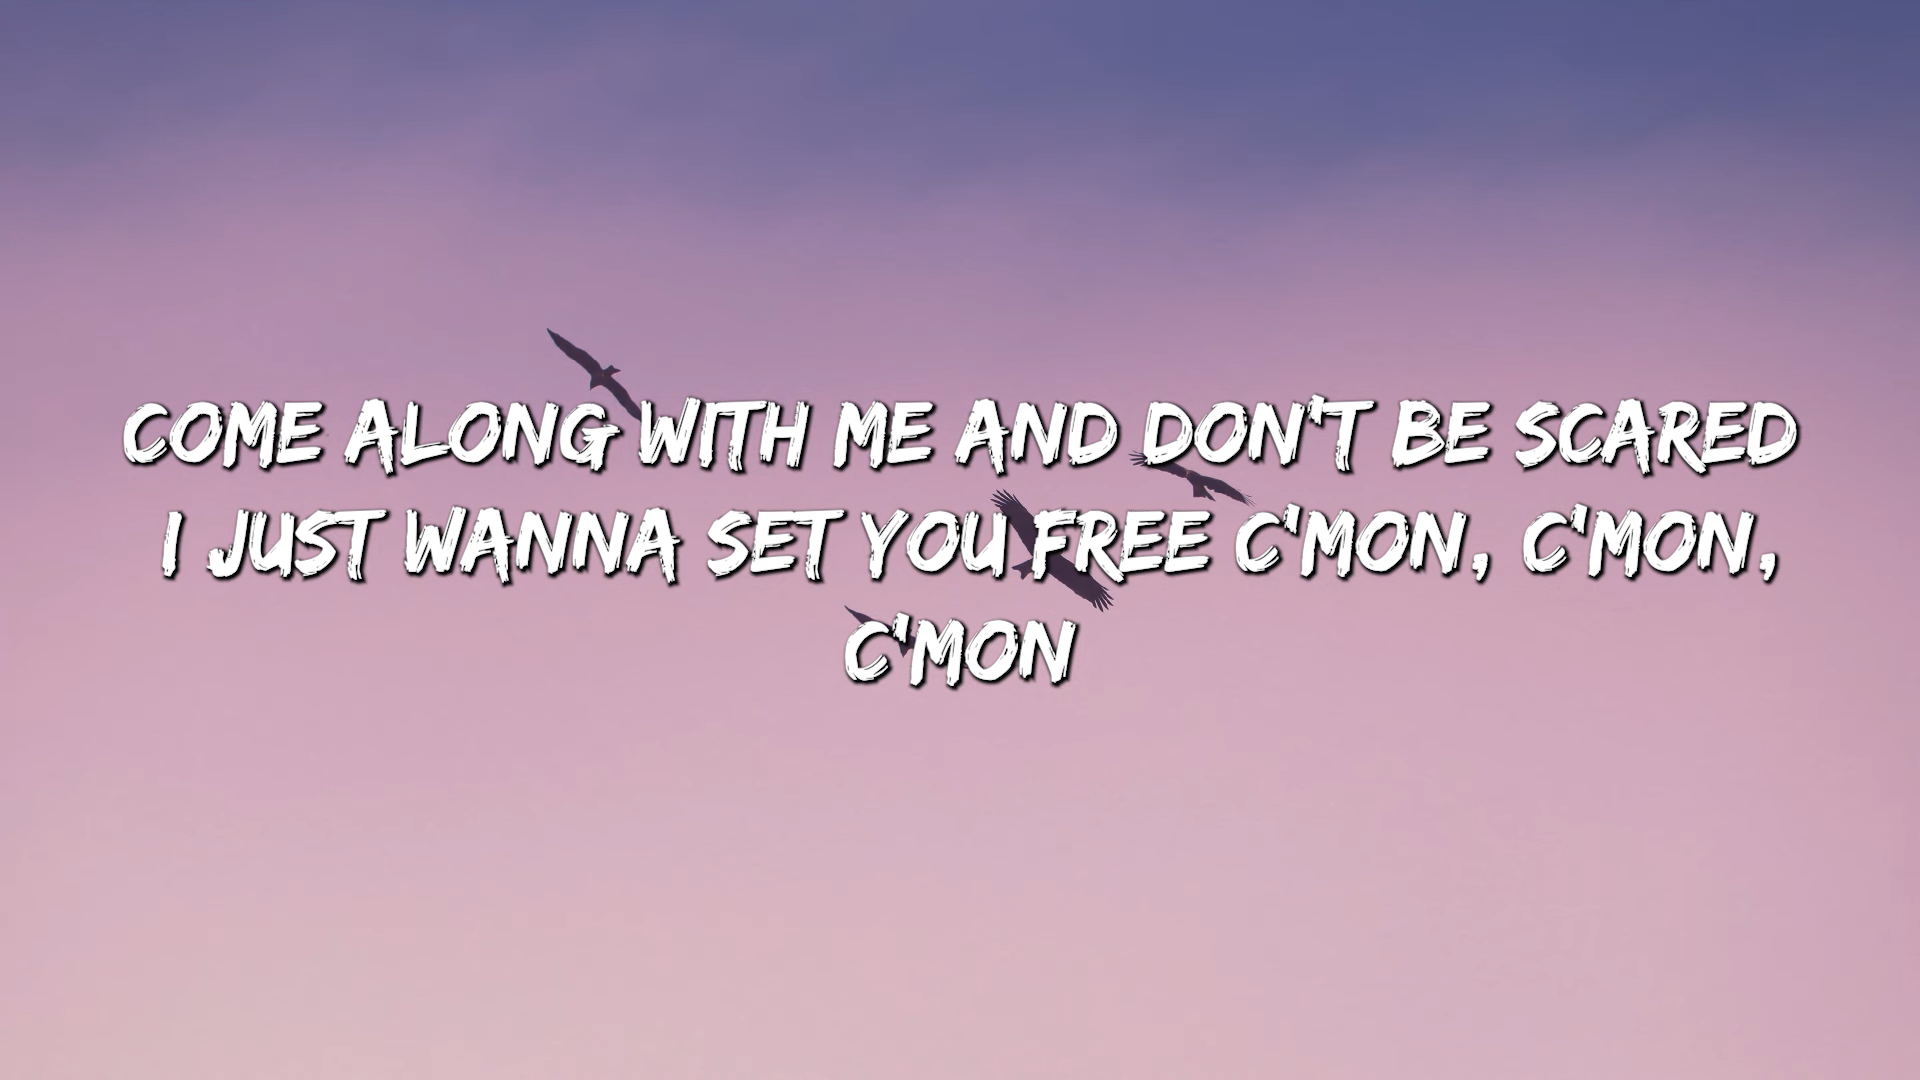 COME ALONG WITH ME AND DON'T BE SCARED
I JUST WANNA SET YOU FREE C'MON, C'MON,
C'MON